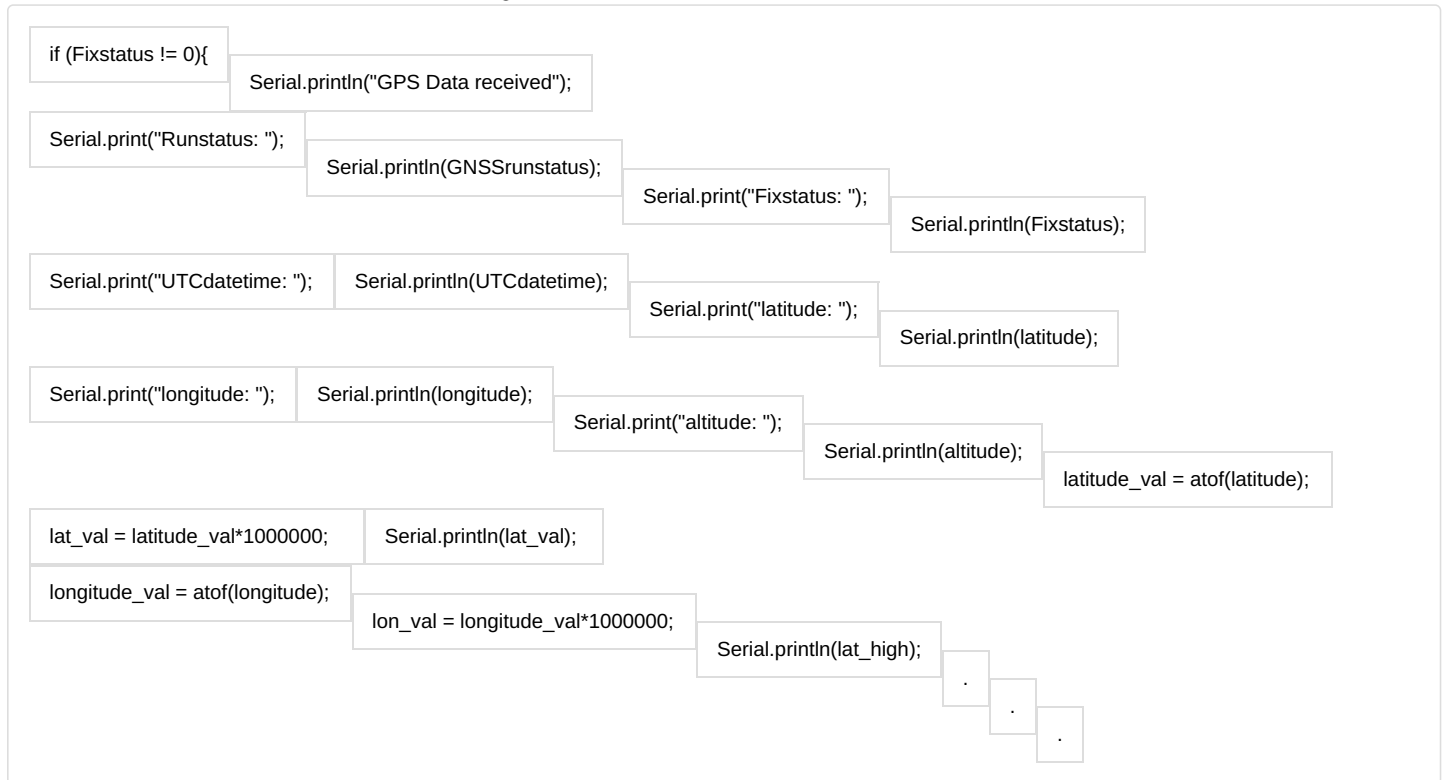 if (Fixstatus != 0){
Serial.println("GPS Data received");
Serial.print("Runstatus: ");
Serial.println(GNSSrunstatus);
Serial.print("Fixstatus: ");
Serial.println(Fixstatus);
Serial.print("UTCdatetime: ");
Serial.println(UTCdatetime);
Serial.print("latitude: ");
Serial.println(latitude);
Serial.print("longitude: ");
Serial.println(longitude);
Serial.print("altitude: ");
Serial.println(altitude);
latitude_val = atof(latitude);
lat_val = latitude_val*1000000;
Serial.println(lat_val);
longitude_val = atof(longitude);
lon_val = longitude_val*1000000;
Serial.println(lat_high);
.
.
.